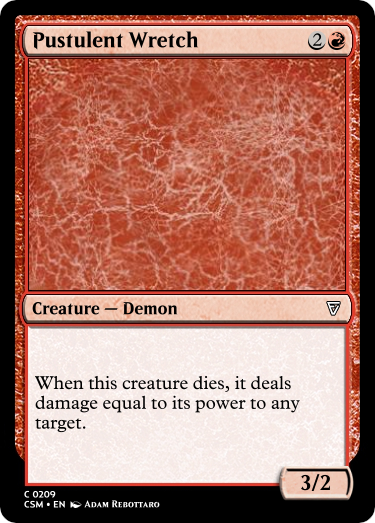 Pustulent Wretch 2
Creature — Demon
When this creature dies, it deals
damage equal to its power to any
target.
3/2
C 0209
CSM • EN Adam Rebottaro